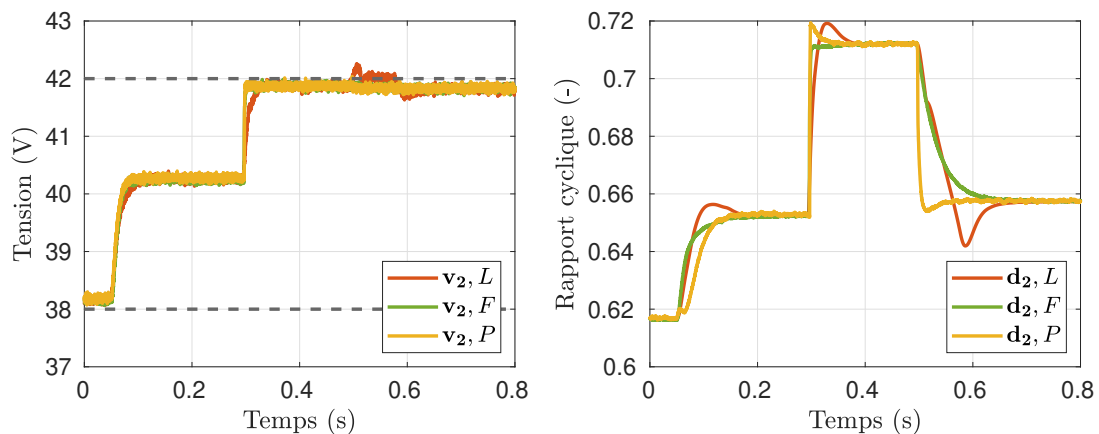 43
42
41
40
39
38
37
Tension (V)
0
0.2
0.4
0.6
0.8
Temps (s)
v₂, L
v₂, F
v₂, P
0.72
0.7
0.68
0.66
0.64
0.62
0.6
Rapport cyclique (-)
0
0.2
0.4
0.6
0.8
Temps (s)
d₂, L
d₂, F
d₂, P